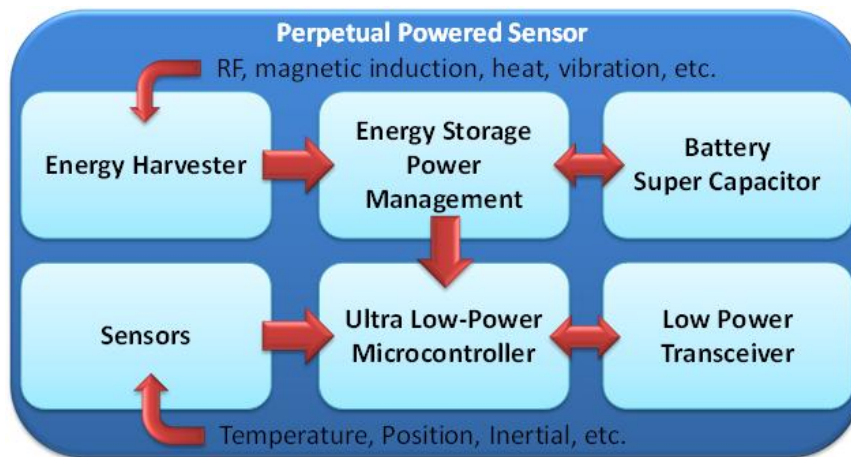 Perpetual Powered Sensor
RF, magnetic induction, heat, vibration, etc.
Energy Harvester
Energy Storage
Power
Management
Battery
Super Capacitor
Sensors
Ultra Low-Power
Microcontroller
Low Power
Transceiver
Temperature, Position, Inertial, etc.